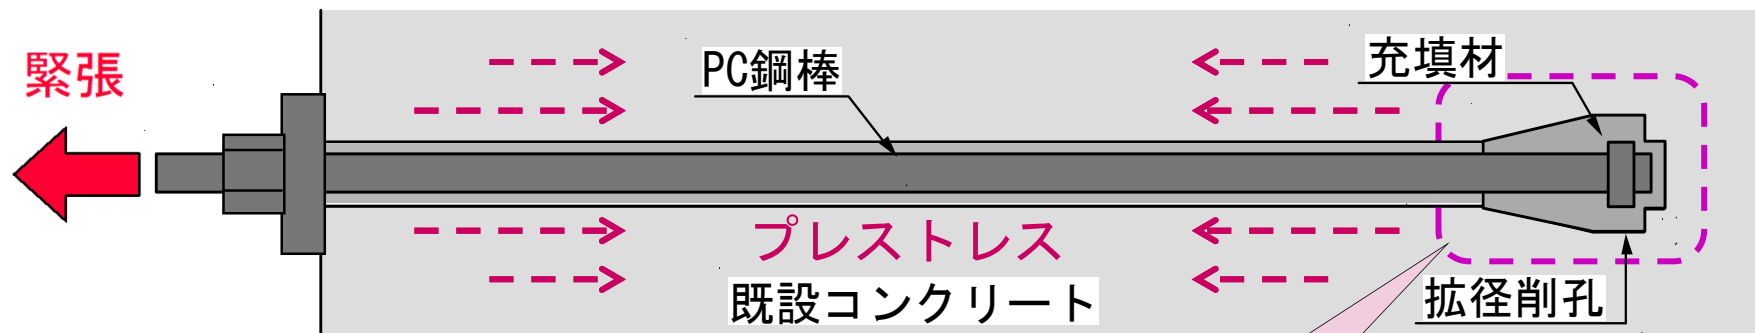 緊張
PC鋼棒
充填材
プレストレス
既設コンクリート
拡径削孔